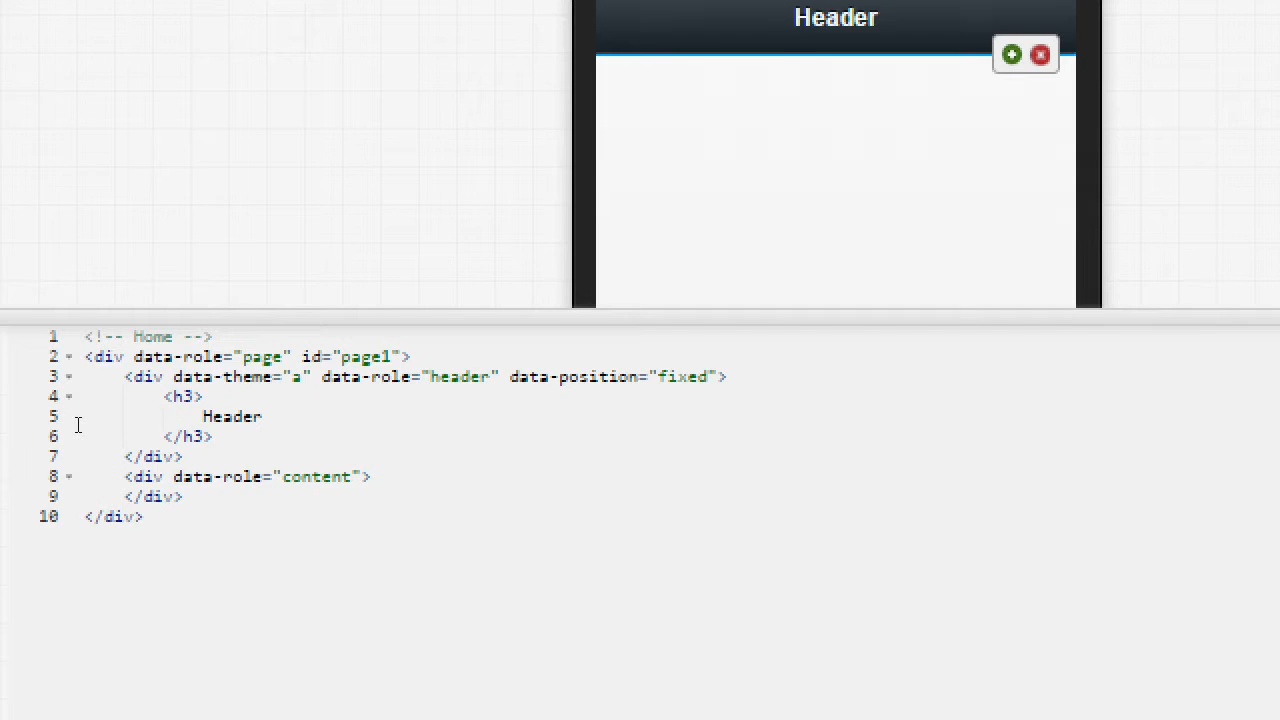 Header
1 <!-- Home -->
2 <div data-role="page" id="page1">
3 <div data-theme="a" data-role="header" data-position="fixed">
4 <h3>
5 Header
6 </h3>
7 </div>
8 <div data-role="content">
9 </div>
10 </div>